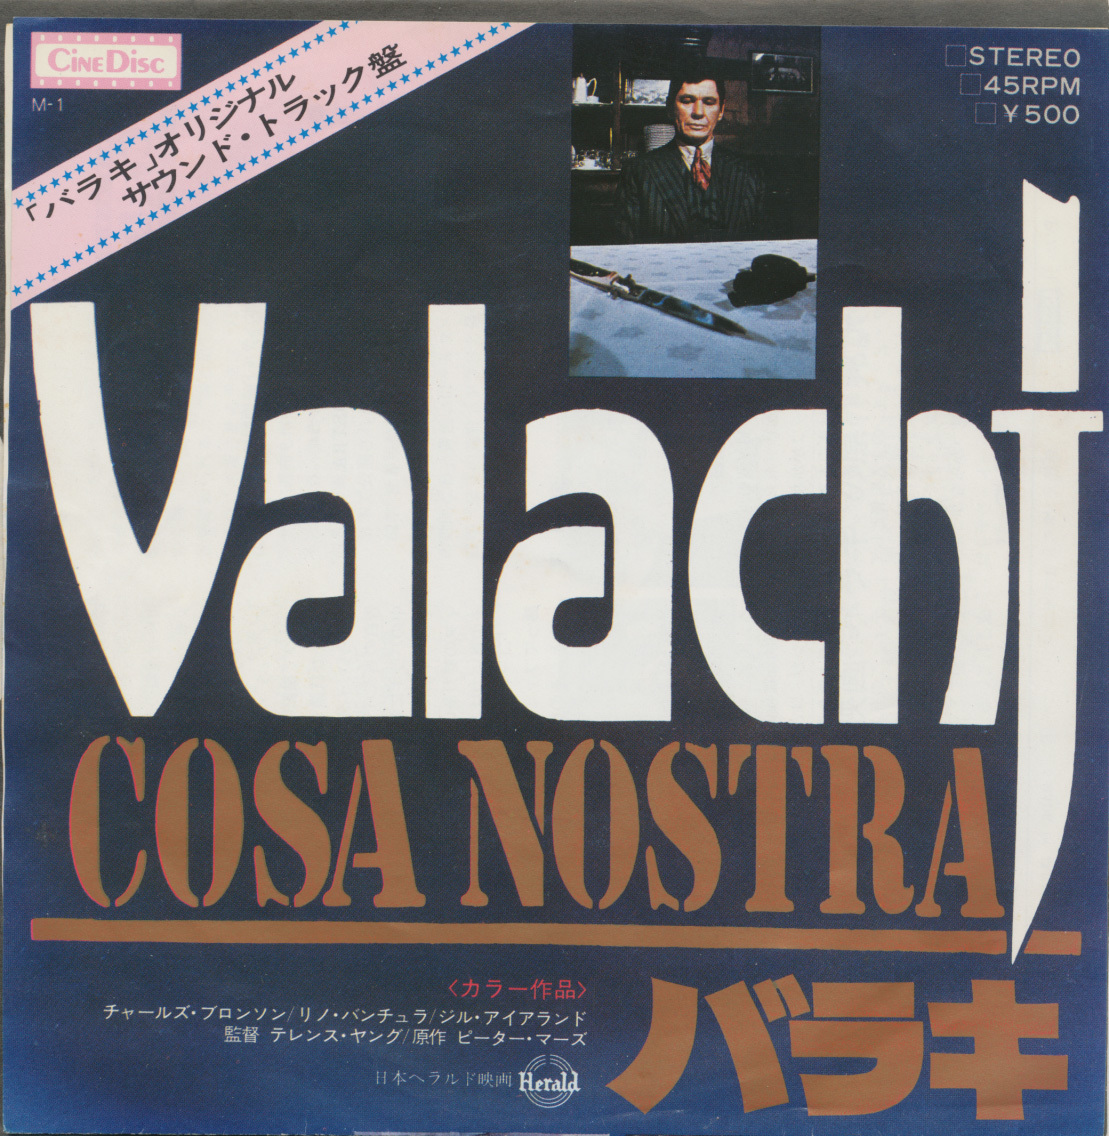 CINEDISC
M-1
「バラキ」オリジナル
サウンド・トラック盤
STEREO
45RPM
¥500
Valachi
COSA NOSTRA
バラキ
〈カラー作品〉
チャールズ・ブロンソン/リノ・バンチュラ/ジル・アイアランド
監督 テレンス・ヤング/原作 ピーター・マーズ
日本ヘラルド映画 Herald